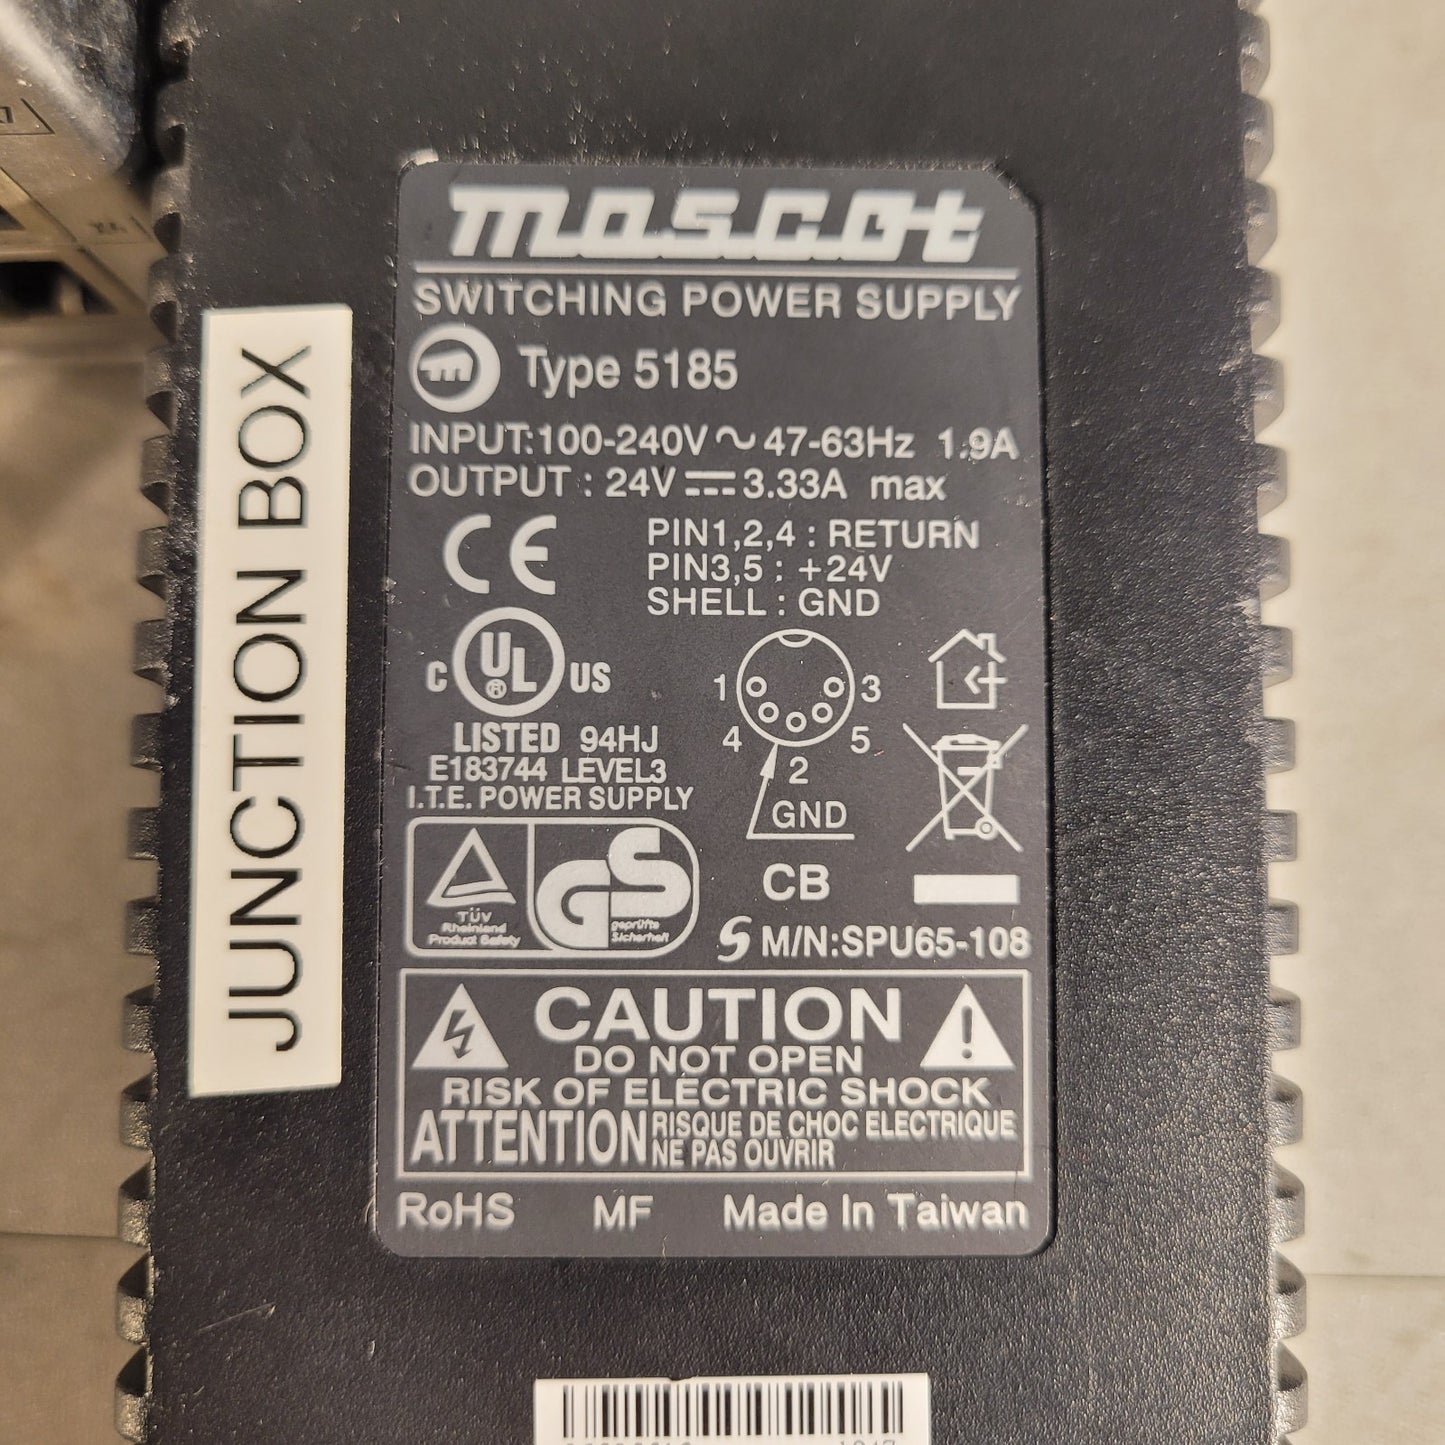 mascot
SWITCHING POWER SUPPLY
m Type 5185
INPUT:100-240V ~ 47-63Hz 1.9A
OUTPUT : 24V ⎓ 3.33A max
CE
PIN1,2,4 : RETURN
PIN3,5 : +24V
SHELL : GND
C UL ® US
LISTED 94HJ
E183744 LEVEL3
I.T.E. POWER SUPPLY
1 3
4 5
2
GND
TÜV
Rheinland
Product Safety
GS
geprüfte
Sicherheit
CB
S M/N:SPU65-108
CAUTION
DO NOT OPEN
RISK OF ELECTRIC SHOCK
ATTENTION RISQUE DE CHOC ELECTRIQUE
NE PAS OUVRIR
RoHS MF Made In Taiwan
JUNCTION BOX